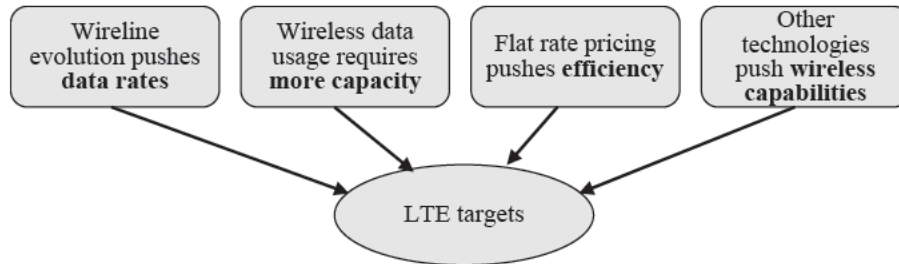 Wireline
evolution pushes
data rates
Wireless data
usage requires
more capacity
Flat rate pricing
pushes efficiency
Other
technologies
push wireless
capabilities
LTE targets